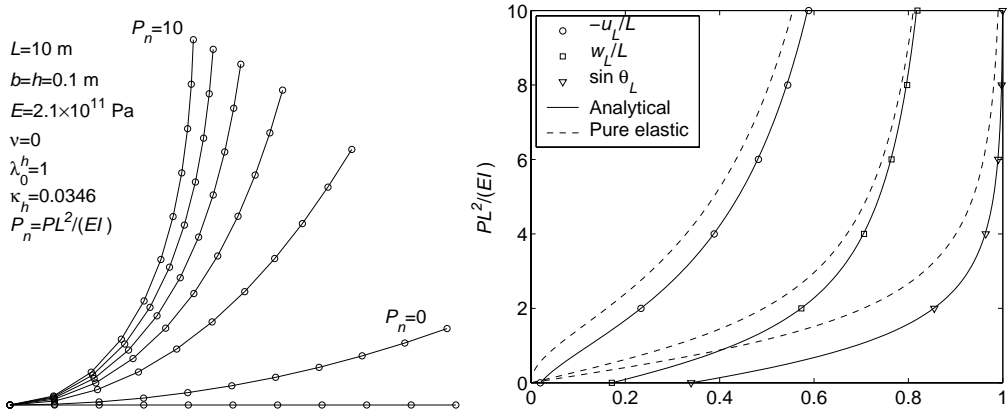 P_n=10
L=10 m
b=h=0.1 m
E=2.1×10^11 Pa
ν=0
λ_0^h=1
κ_h=0.0346
P_n=PL^2/(EI)
P_n=0
10
8
6
4
2
0
PL^2/(EI)
-u_L/L
w_L/L
sin θ_L
Analytical
Pure elastic
0 0.2 0.4 0.6 0.8 1